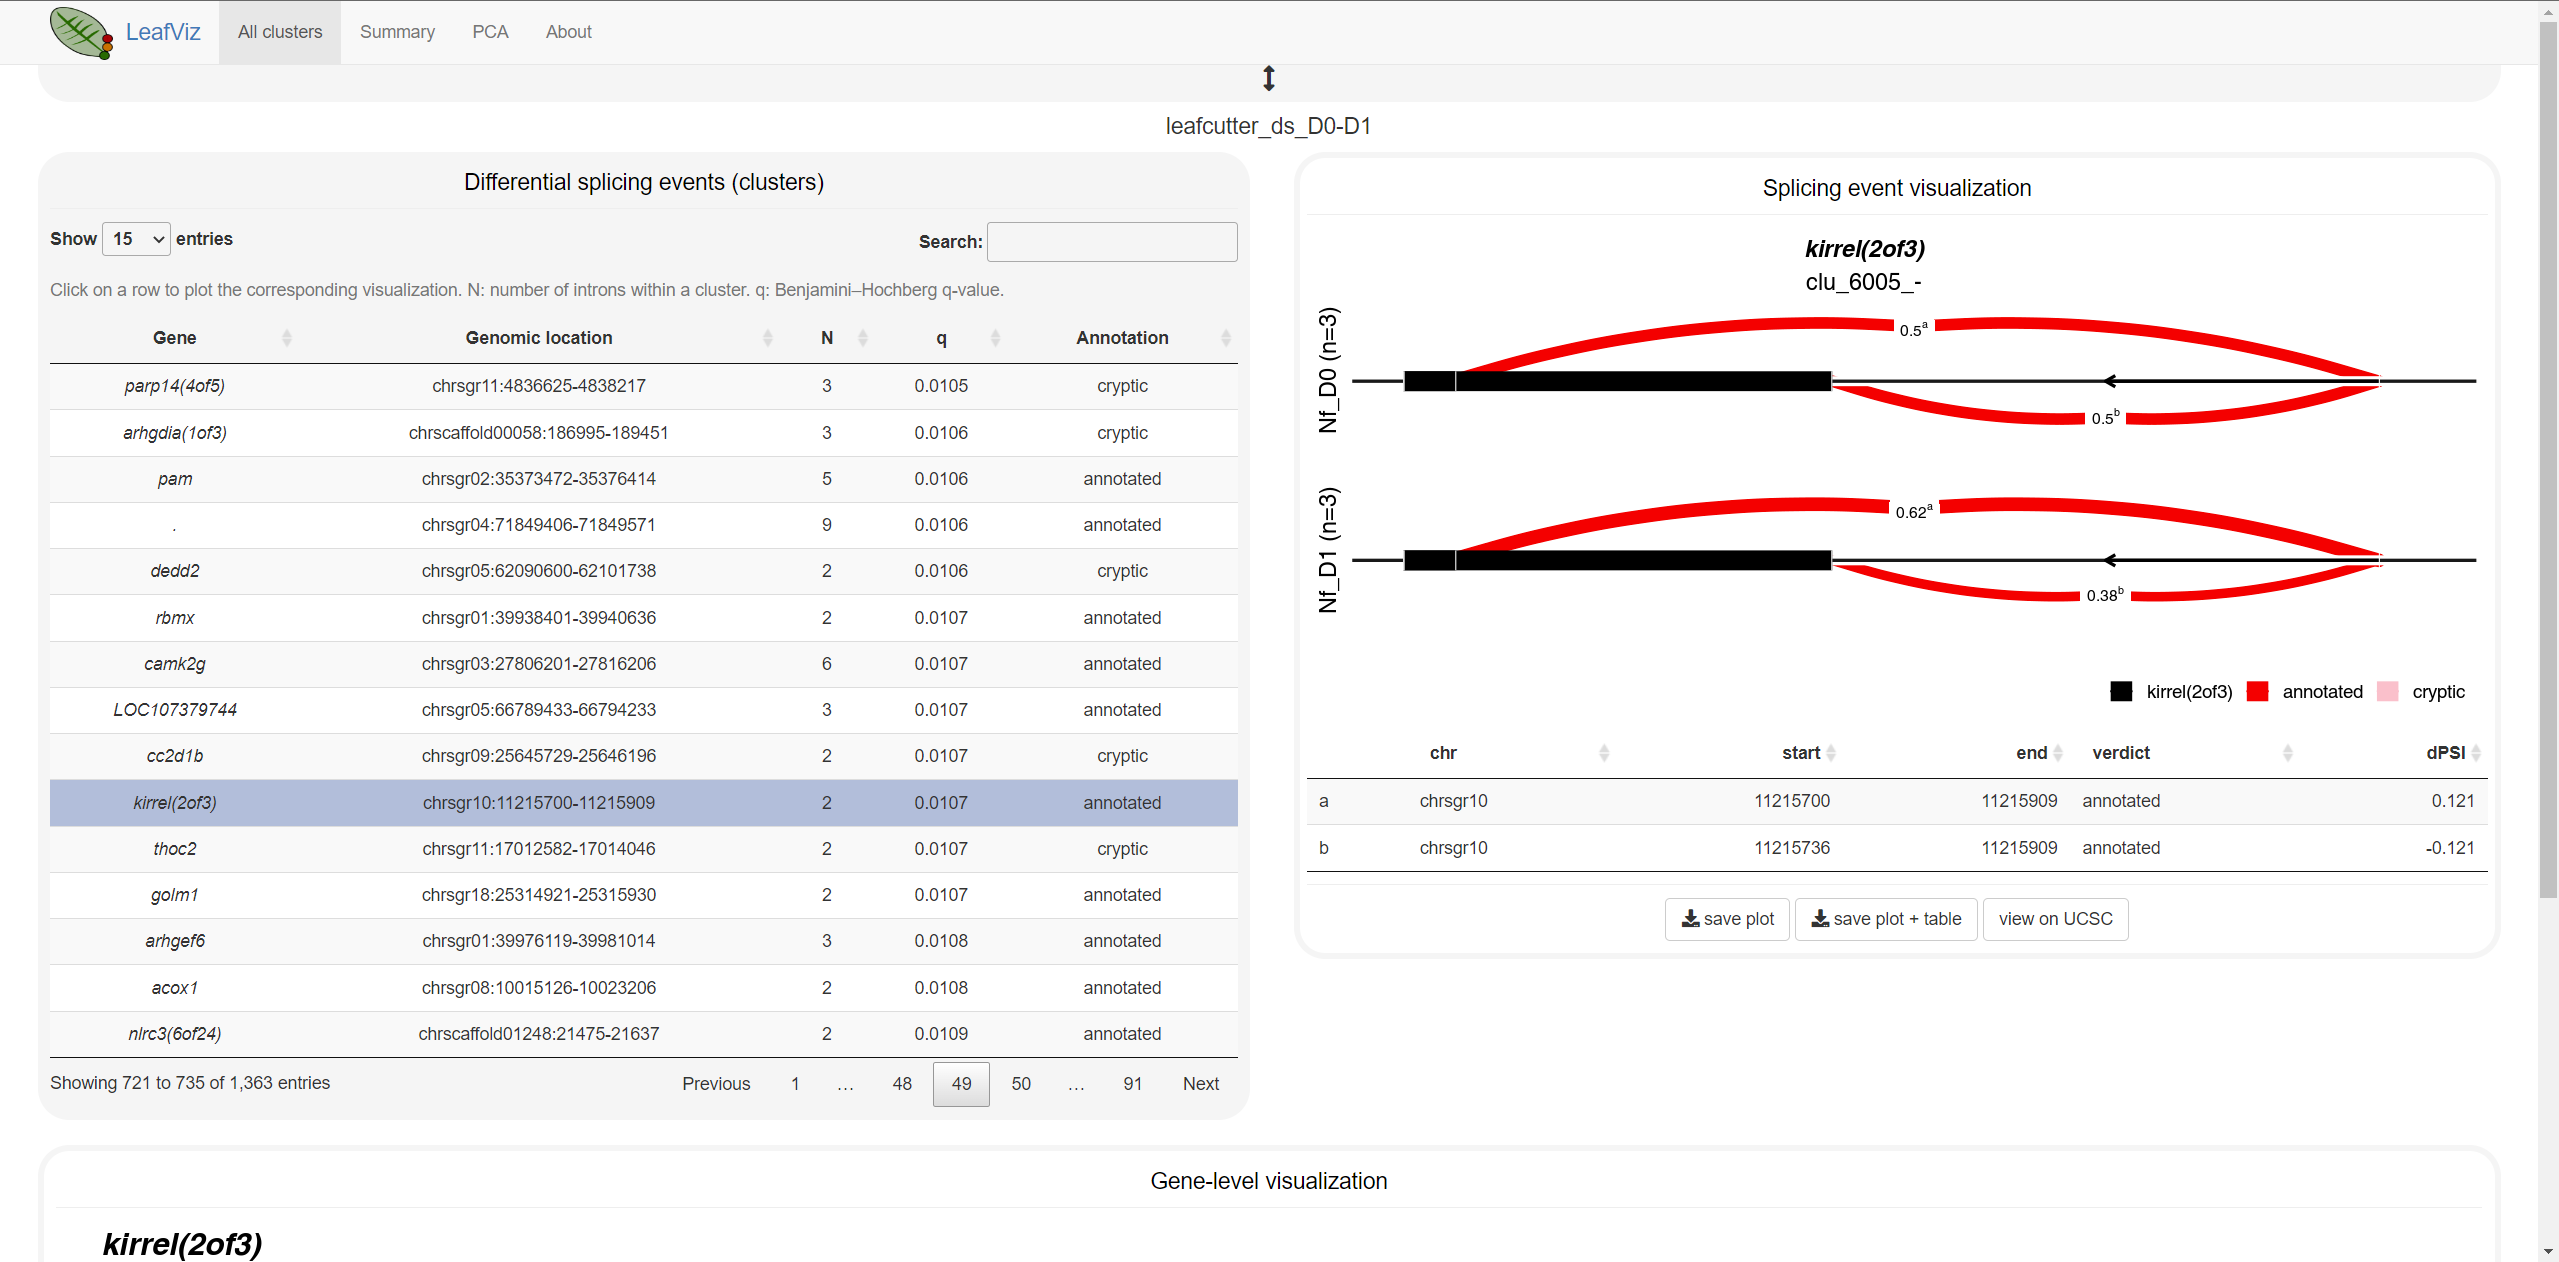 LeafViz All clusters Summary PCA About
leafcutter_ds_D0-D1
Differential splicing events (clusters)
Show 15 entries Search:
Click on a row to plot the corresponding visualization. N: number of introns within a cluster. q: Benjamini–Hochberg q-value.
Gene Genomic location N q Annotation
parp14(4of5) chrsgr11:4836625-4838217 3 0.0105 cryptic
arhgdia(1of3) chrscaffold00058:186995-189451 3 0.0106 cryptic
pam chrsgr02:35373472-35376414 5 0.0106 annotated
. chrsgr04:71849406-71849571 9 0.0106 annotated
dedd2 chrsgr05:62090600-62101738 2 0.0106 cryptic
rbmx chrsgr01:39938401-39940636 2 0.0107 annotated
camk2g chrsgr03:27806201-27816206 6 0.0107 annotated
LOC107379744 chrsgr05:66789433-66794233 3 0.0107 annotated
cc2d1b chrsgr09:25645729-25646196 2 0.0107 cryptic
kirrel(2of3) chrsgr10:11215700-11215909 2 0.0107 annotated
thoc2 chrsgr11:17012582-17014046 2 0.0107 cryptic
golm1 chrsgr18:25314921-25315930 2 0.0107 annotated
arhgef6 chrsgr01:39976119-39981014 3 0.0108 annotated
acox1 chrsgr08:10015126-10023206 2 0.0108 annotated
nlrc3(6of24) chrscaffold01248:21475-21637 2 0.0109 annotated
Showing 721 to 735 of 1,363 entries Previous 1 … 48 49 50 … 91 Next
Splicing event visualization
kirrel(2of3)
clu_6005_-
Nf_D0 (n=3)
0.5a
0.5b
Nf_D1 (n=3)
0.62a
0.38b
kirrel(2of3) annotated cryptic
chr start end verdict dPSI
a chrsgr10 11215700 11215909 annotated 0.121
b chrsgr10 11215736 11215909 annotated -0.121
save plot save plot + table view on UCSC
Gene-level visualization
kirrel(2of3)